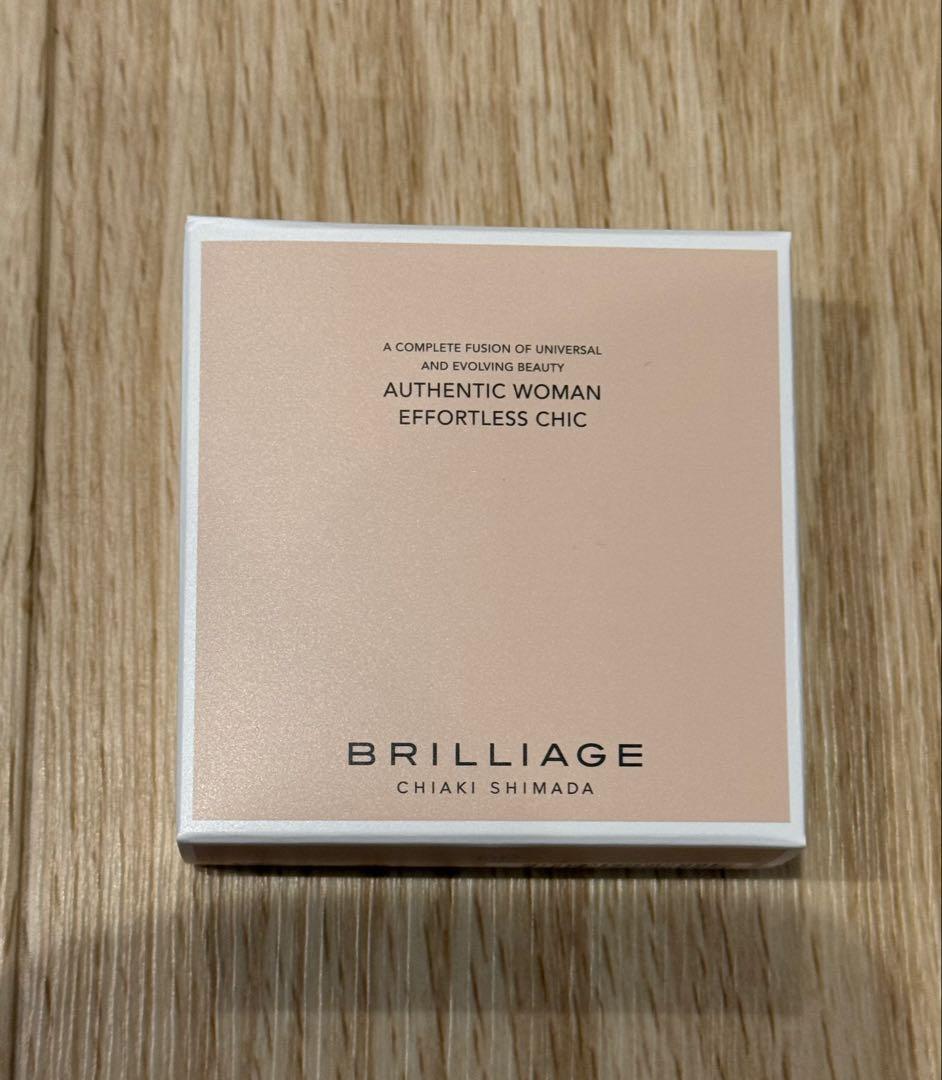 A COMPLETE FUSION OF UNIVERSAL
AND EVOLVING BEAUTY
AUTHENTIC WOMAN
EFFORTLESS CHIC
BRILLIAGE
CHIAKI SHIMADA